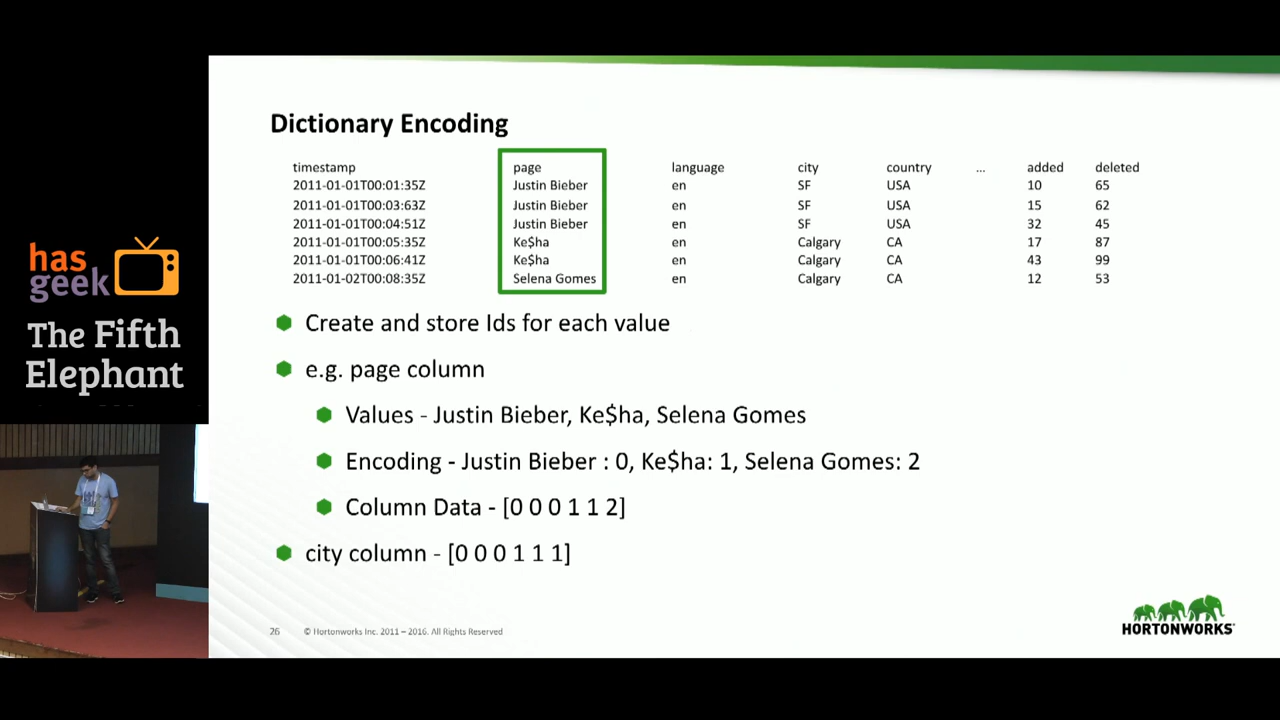 Dictionary Encoding
timestamp page language city country ... added deleted
2011-01-01T00:01:35Z Justin Bieber en SF USA 10 65
2011-01-01T00:03:63Z Justin Bieber en SF USA 15 62
2011-01-01T00:04:51Z Justin Bieber en SF USA 32 45
2011-01-01T00:05:35Z Ke$ha en Calgary CA 17 87
2011-01-01T00:06:41Z Ke$ha en Calgary CA 43 99
2011-01-02T00:08:35Z Selena Gomes en Calgary CA 12 53
Create and store Ids for each value
e.g. page column
Values - Justin Bieber, Ke$ha, Selena Gomes
Encoding - Justin Bieber : 0, Ke$ha: 1, Selena Gomes: 2
Column Data - [0 0 0 1 1 2]
city column - [0 0 0 1 1 1]
26 © Hortonworks Inc. 2011 – 2016. All Rights Reserved
HORTONWORKS
has
geek
The Fifth
Elephant